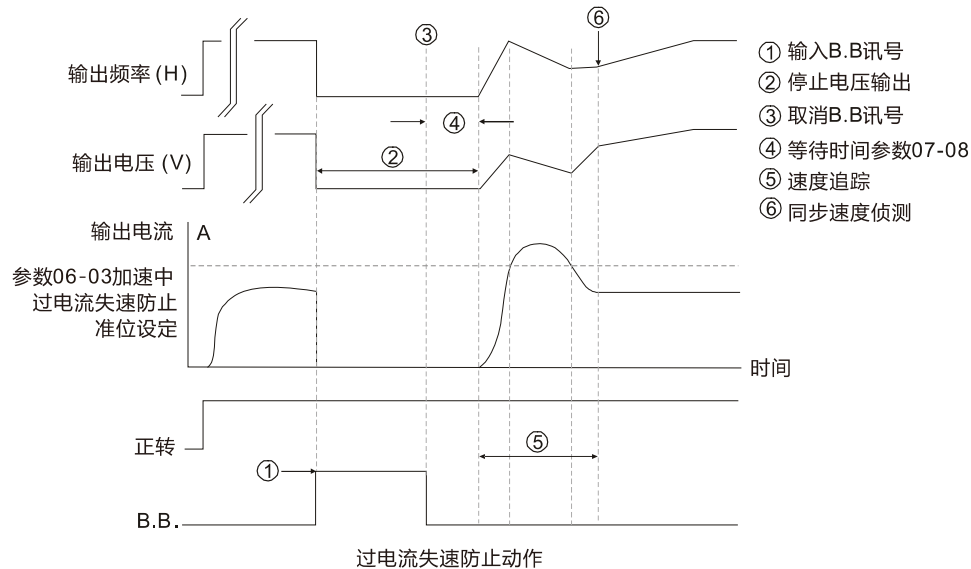 输出频率 (H)
输出电压 (V)
输出电流 A
参数06-03加速中
过电流失速防止
准位设定
时间
正转
B.B.
①
②
③
④
⑤
⑥
① 输入B.B讯号
② 停止电压输出
③ 取消B.B讯号
④ 等待时间参数07-08
⑤ 速度追踪
⑥ 同步速度侦测
过电流失速防止动作